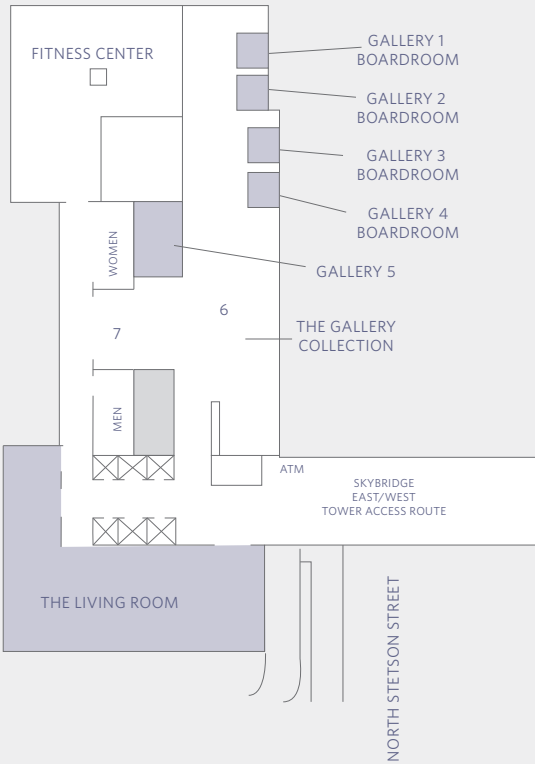 FITNESS CENTER
GALLERY 1
BOARDROOM
GALLERY 2
BOARDROOM
GALLERY 3
BOARDROOM
GALLERY 4
BOARDROOM
WOMEN
GALLERY 5
6
7
THE GALLERY
COLLECTION
MEN
ATM
SKYBRIDGE
EAST/WEST
TOWER ACCESS ROUTE
THE LIVING ROOM
NORTH STETSON STREET